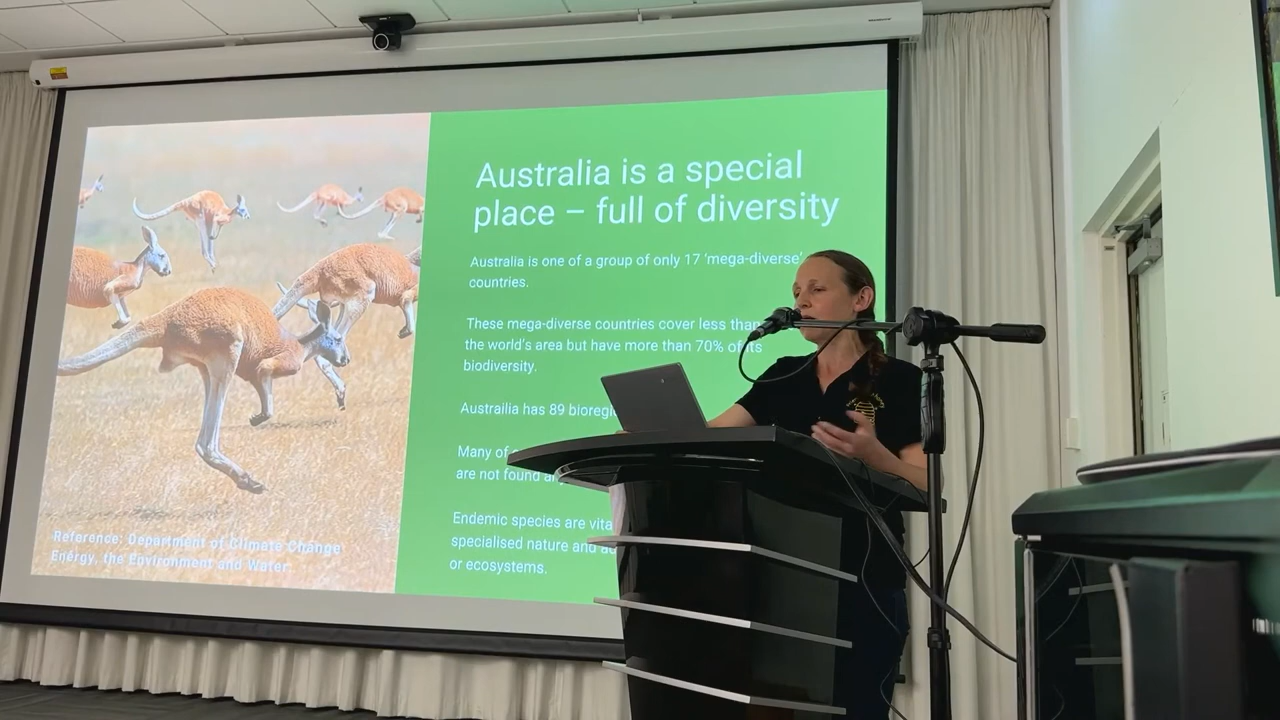 Australia is a special
place – full of diversity
Australia is one of a group of only 17 'mega-diverse'
countries.
These mega-diverse countries cover less than
the world's area but have more than 70% of its
biodiversity.
Austrailia has 89
Many of
are not found
Endemic species are
specialised nature and
or ecosystems.
Reference: Department of Climate Change
Energy, the Environment and Water